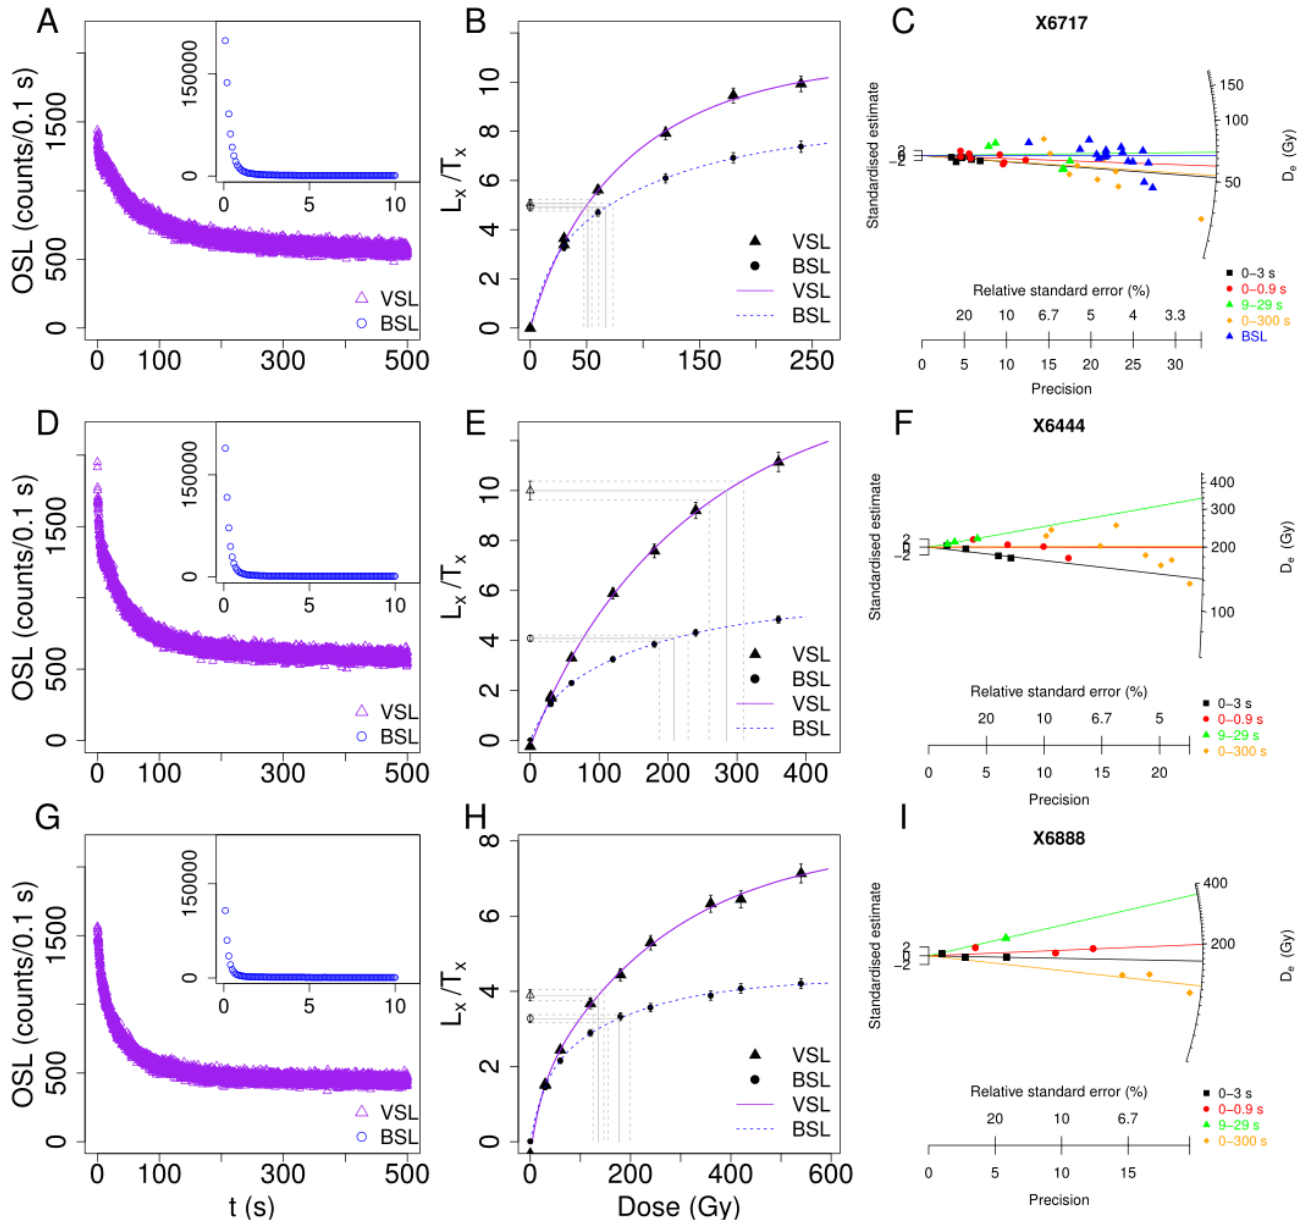 A
OSL (counts/0.1 s)
0
500
1500
0
100
300
500
0
150000
0
5
10
VSL
BSL
B
Lx/Tx
0
2
4
6
8
10
0
50
150
250
VSL
BSL
VSL
BSL
C
X6717
Standardised estimate
2
0
−2
150
100
50
De (Gy)
0−3 s
0−0.9 s
9−29 s
0−300 s
BSL
Relative standard error (%)
20
10
6.7
5
4
3.3
0
5
10
15
20
25
30
Precision
D
OSL (counts/0.1 s)
0
500
1500
0
100
300
500
0
150000
0
5
10
VSL
BSL
E
Lx/Tx
0
2
4
6
8
10
0
100
200
300
400
VSL
BSL
VSL
BSL
F
X6444
Standardised estimate
2
0
−2
400
300
200
100
De (Gy)
0−3 s
0−0.9 s
9−29 s
0−300 s
Relative standard error (%)
20
10
6.7
5
0
5
10
15
20
Precision
G
OSL (counts/0.1 s)
0
500
1500
0
100
300
500
t (s)
0
150000
0
5
10
VSL
BSL
H
Lx/Tx
0
2
4
6
8
0
200
400
600
Dose (Gy)
VSL
BSL
VSL
BSL
I
X6888
Standardised estimate
2
0
−2
400
200
De (Gy)
0−3 s
0−0.9 s
9−29 s
0−300 s
Relative standard error (%)
20
10
6.7
0
5
10
15
Precision